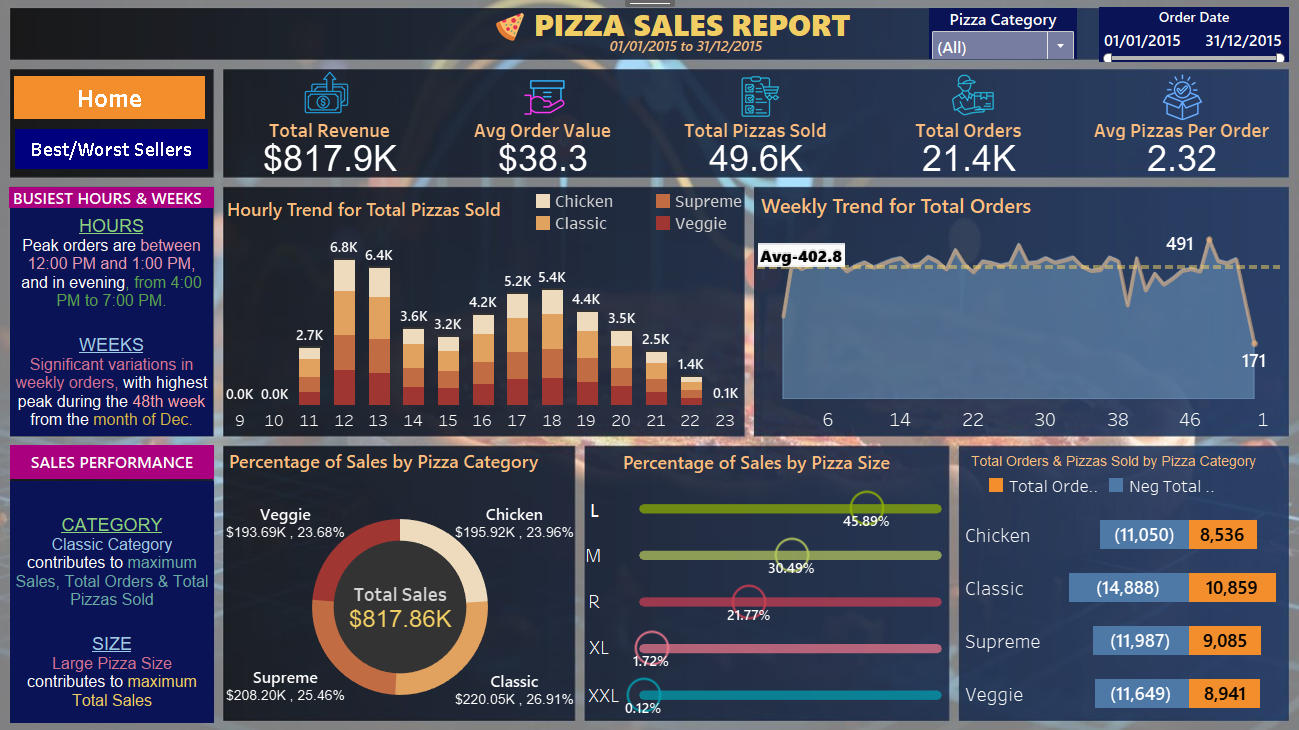 PIZZA SALES REPORT
01/01/2015 to 31/12/2015
Pizza Category
(All)
Order Date
01/01/2015 31/12/2015
Home
Best/Worst Sellers
Total Revenue
$817.9K
Avg Order Value
$38.3
Total Pizzas Sold
49.6K
Total Orders
21.4K
Avg Pizzas Per Order
2.32
BUSIEST HOURS & WEEKS
HOURS
Peak orders are between
12:00 PM and 1:00 PM,
and in evening, from 4:00
PM to 7:00 PM.
WEEKS
Significant variations in
weekly orders, with highest
peak during the 48th week
from the month of Dec.
Hourly Trend for Total Pizzas Sold
Chicken Supreme
Classic Veggie
0.0K 0.0K 2.7K 6.8K 6.4K 3.6K 3.2K 4.2K 5.2K 5.4K 4.4K 3.5K 2.5K 1.4K 0.1K
9 10 11 12 13 14 15 16 17 18 19 20 21 22 23
Weekly Trend for Total Orders
Avg-402.8
491
171
6 14 22 30 38 46 1
SALES PERFORMANCE
CATEGORY
Classic Category
contributes to maximum
Sales, Total Orders & Total
Pizzas Sold
SIZE
Large Pizza Size
contributes to maximum
Total Sales
Percentage of Sales by Pizza Category
Veggie
$193.69K , 23.68%
Chicken
$195.92K , 23.96%
Total Sales
$817.86K
Supreme
$208.20K , 25.46%
Classic
$220.05K , 26.91%
Percentage of Sales by Pizza Size
L
45.89%
M
30.49%
R
21.77%
XL
1.72%
XXL
0.12%
Total Orders & Pizzas Sold by Pizza Category
Total Orde.. Neg Total ..
Chicken (11,050) 8,536
Classic (14,888) 10,859
Supreme (11,987) 9,085
Veggie (11,649) 8,941